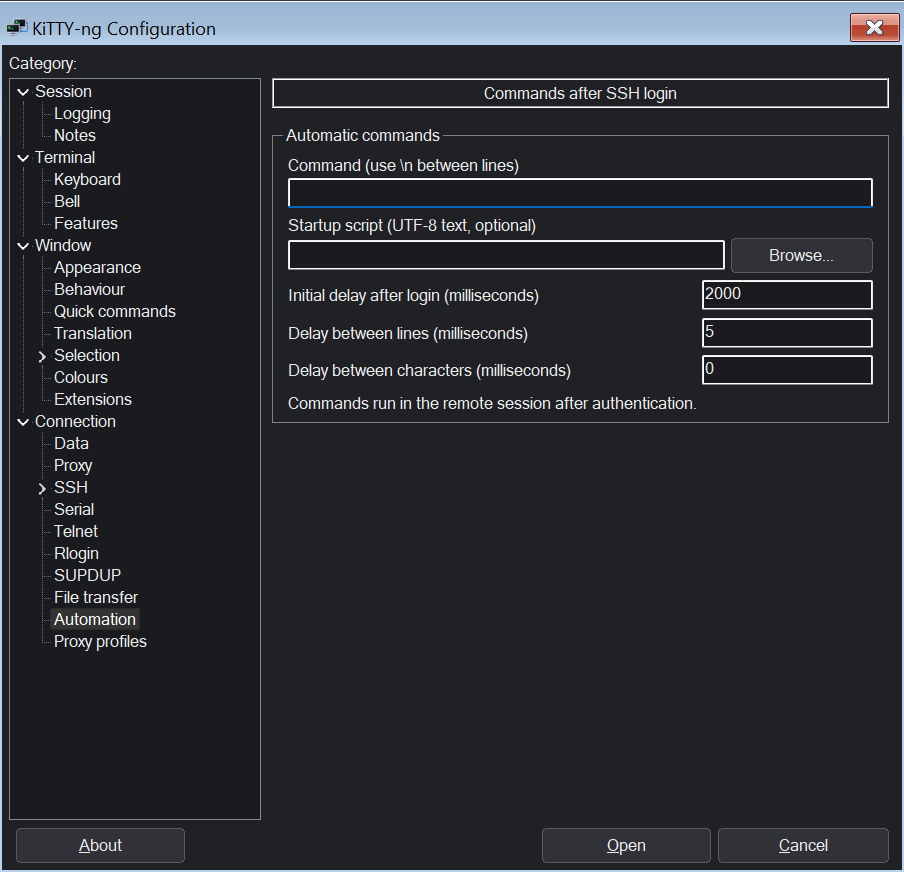 KiTTY-ng Configuration
Category:
Session
Logging
Notes
Terminal
Keyboard
Bell
Features
Window
Appearance
Behaviour
Quick commands
Translation
Selection
Colours
Extensions
Connection
Data
Proxy
SSH
Serial
Telnet
Rlogin
SUPDUP
File transfer
Automation
Proxy profiles
Commands after SSH login
Automatic commands
Command (use \n between lines)
Startup script (UTF-8 text, optional)
Browse...
Initial delay after login (milliseconds) 2000
Delay between lines (milliseconds) 5
Delay between characters (milliseconds) 0
Commands run in the remote session after authentication.
About Open Cancel